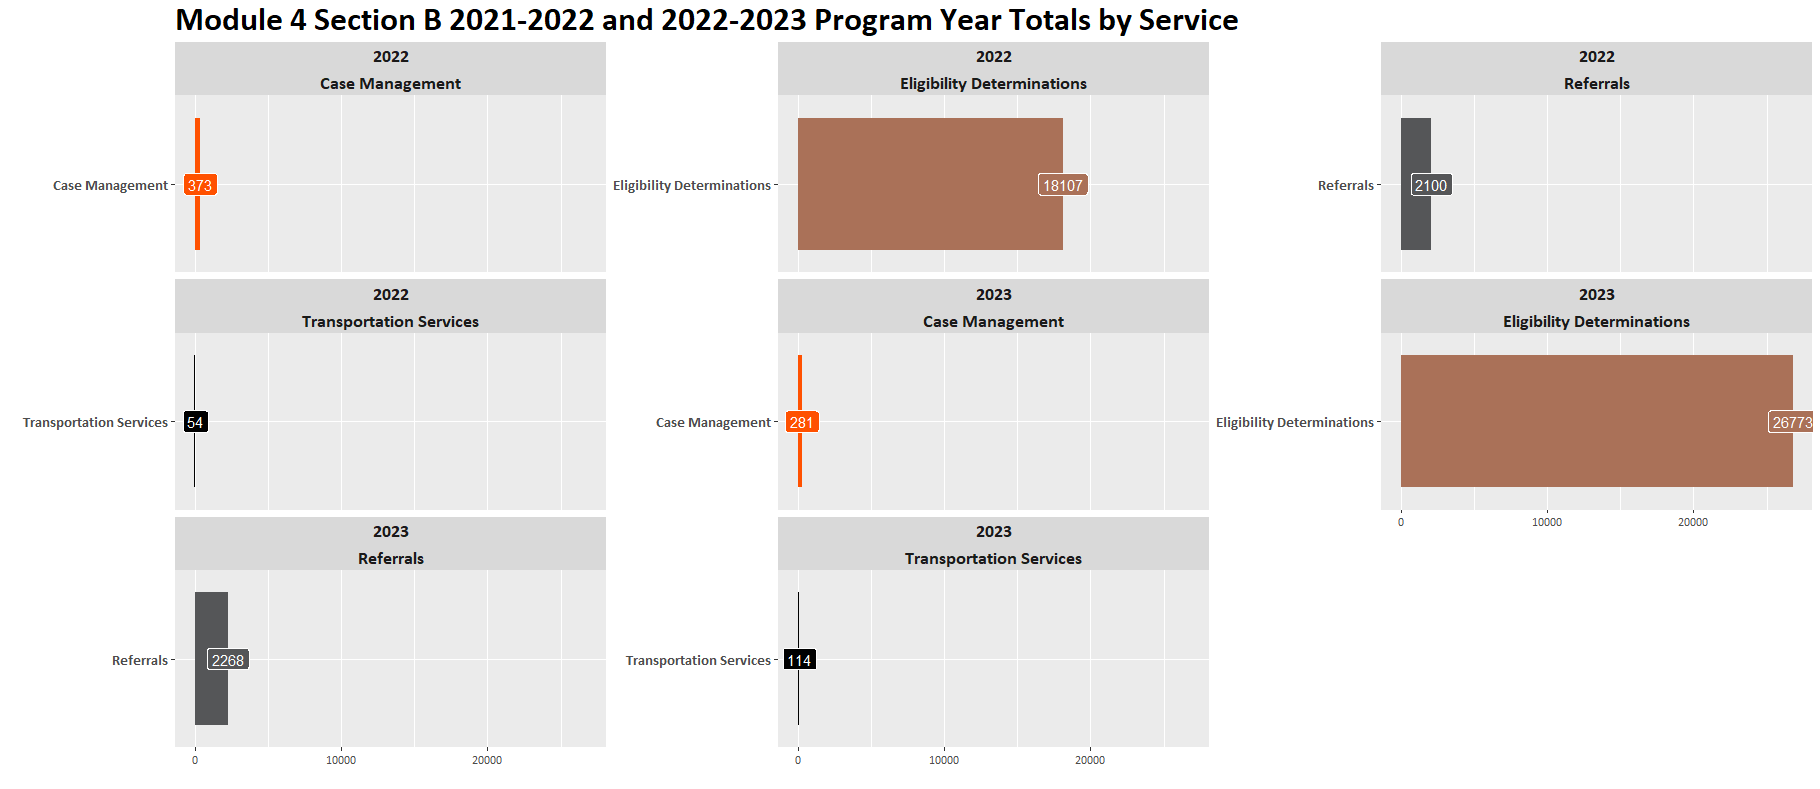 Module 4 Section B 2021-2022 and 2022-2023 Program Year Totals by Service
2022
Case Management
2022
Eligibility Determinations
2022
Referrals
Case Management
373
Eligibility Determinations
18107
Referrals
2100
2022
Transportation Services
2023
Case Management
2023
Eligibility Determinations
Transportation Services
54
Case Management
281
Eligibility Determinations
26773
0 10000 20000
2023
Referrals
2023
Transportation Services
Referrals
2268
Transportation Services
114
0 10000 20000
0 10000 20000